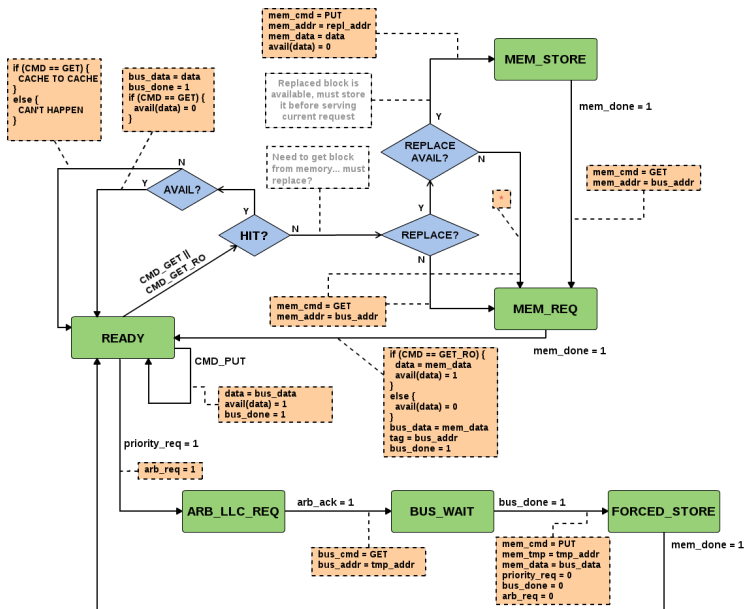 mem_cmd = PUT
mem_addr = repl_addr
mem_data = data
avail(data) = 0
MEM_STORE
if (CMD == GET) {
CACHE TO CACHE
}
else {
CAN'T HAPPEN
}
bus_data = data
bus_done = 1
if (CMD == GET) {
avail(data) = 0
}
Replaced block is
available, must store
it before serving
current request
mem_done = 1
Y
REPLACE
AVAIL?
N
Need to get block
from memory... must
replace?
N
Y
AVAIL?
mem_cmd = GET
mem_addr = bus_addr
*
Y
HIT?
N
Y
REPLACE?
N
CMD_GET ||
CMD_GET_RO
mem_cmd = GET
mem_addr = bus_addr
MEM_REQ
READY
mem_done = 1
CMD_PUT
if (CMD == GET_RO) {
data = mem_data
avail(data) = 1
}
else {
avail(data) = 0
}
bus_data = mem_data
tag = bus_addr
bus_done = 1
data = bus_data
avail(data) = 1
bus_done = 1
priority_req = 1
arb_req = 1
ARB_LLC_REQ
arb_ack = 1
BUS_WAIT
bus_done = 1
FORCED_STORE
mem_done = 1
bus_cmd = GET
bus_addr = tmp_addr
mem_cmd = PUT
mem_tmp = tmp_addr
mem_data = bus_data
priority_req = 0
bus_done = 0
arb_req = 0